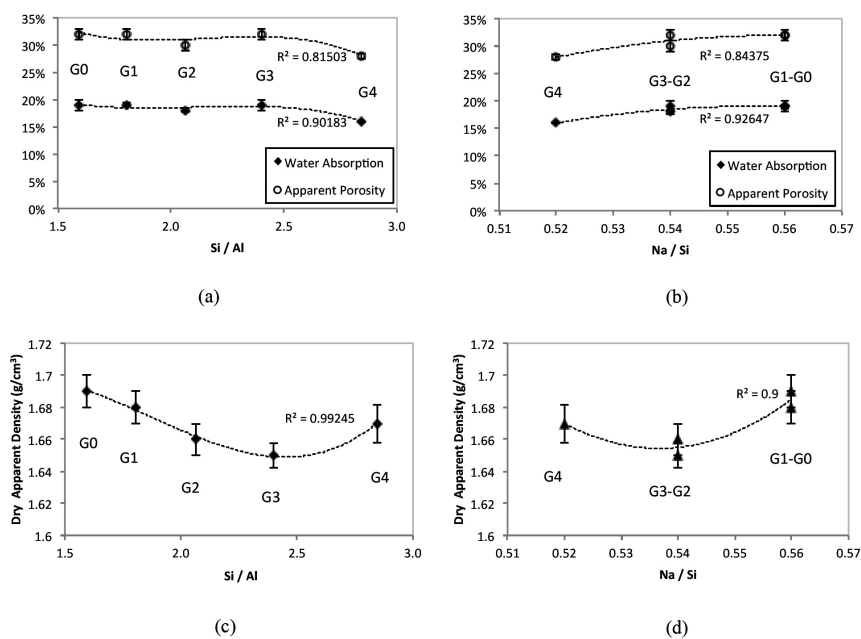 35%
30%
25%
20%
15%
10%
5%
0%
R² = 0.81503
G0
G1
G2
G3
G4
R² = 0.90183
Water Absorption
Apparent Porosity
1.5 2.0 2.5 3.0
Si / Al
(a)
35%
30%
25%
20%
15%
10%
5%
0%
R² = 0.84375
G4
G3-G2
G1-G0
R² = 0.92647
Water Absorption
Apparent Porosity
0.51 0.52 0.53 0.54 0.55 0.56 0.57
Na / Si
(b)
Dry Apparent Density (g/cm³)
1.72
1.7
1.68
1.66
1.64
1.62
1.6
R² = 0.99245
G0
G1
G2
G3
G4
1.5 2.0 2.5 3.0
Si / Al
(c)
Dry Apparent Density (g/cm³)
1.72
1.7
1.68
1.66
1.64
1.62
1.6
R² = 0.9
G4
G3-G2
G1-G0
0.51 0.52 0.53 0.54 0.55 0.56 0.57
Na / Si
(d)